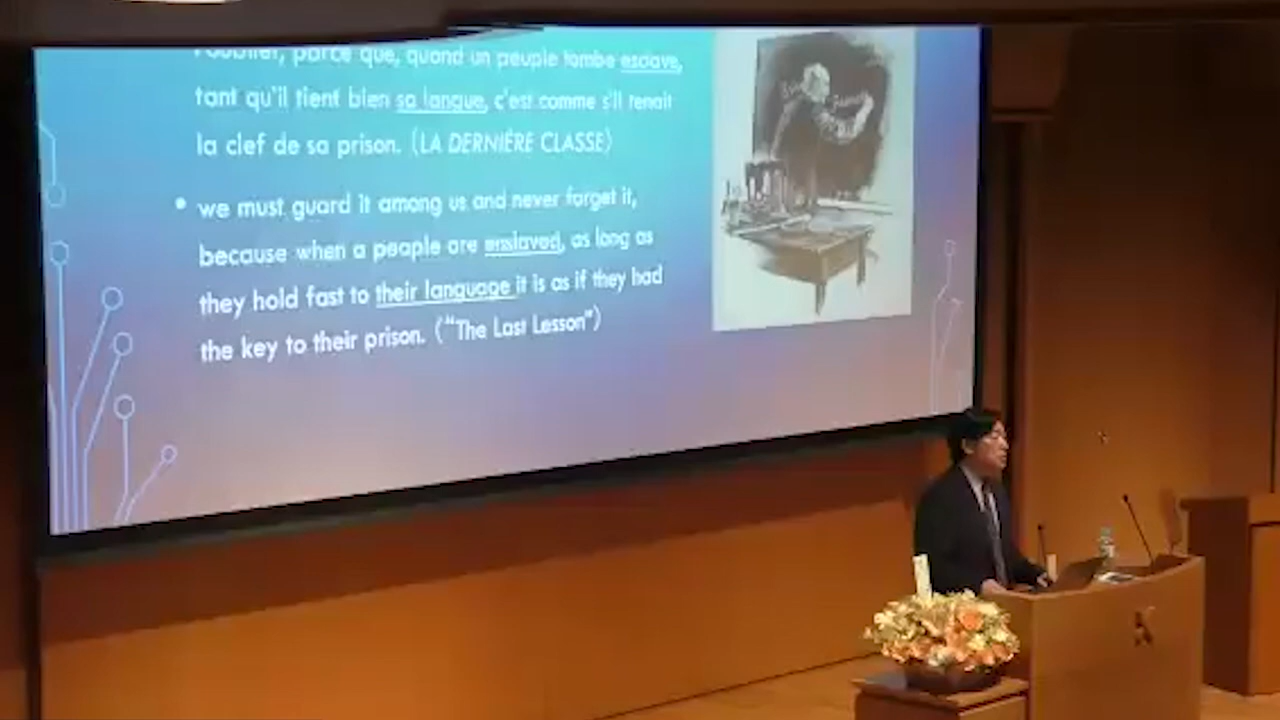 parce que, quand un peuple tombe esclave,
tant qu'il tient bien sa langue, c'est comme s'il tenait
la clef de sa prison. (LA DERNIÈRE CLASSE)
• we must guard it among us and never forget it,
because when a people are enslaved, as long as
they hold fast to their language it is as if they had
the key to their prison. ("The Last Lesson")
K